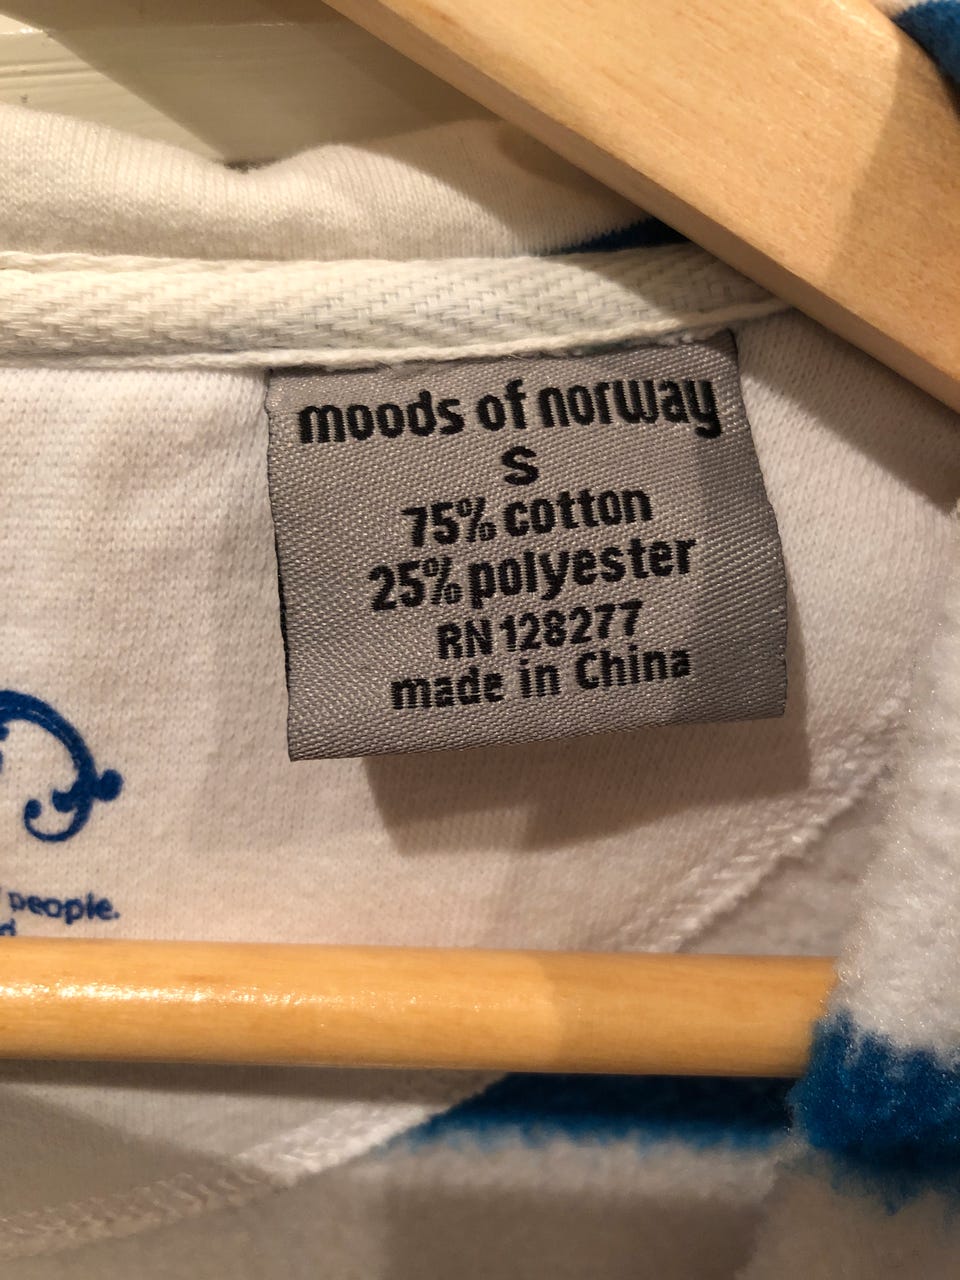 moods of norway
S
75% cotton
25% polyester
RN 128277
made in China
people.